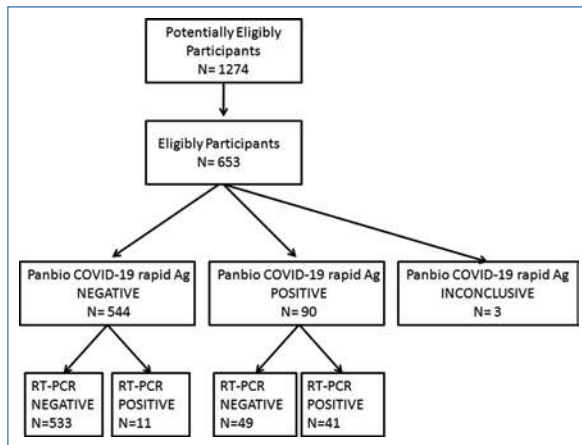 Potentially Eligibly
Participants
N= 1274
Eligibly Participants
N= 653
Panbio COVID-19 rapid Ag
NEGATIVE
N= 544
Panbio COVID-19 rapid Ag
POSITIVE
N= 90
Panbio COVID-19 rapid Ag
INCONCLUSIVE
N= 3
RT-PCR
NEGATIVE
N=533
RT-PCR
POSITIVE
N=11
RT-PCR
NEGATIVE
N=49
RT-PCR
POSITIVE
N=41